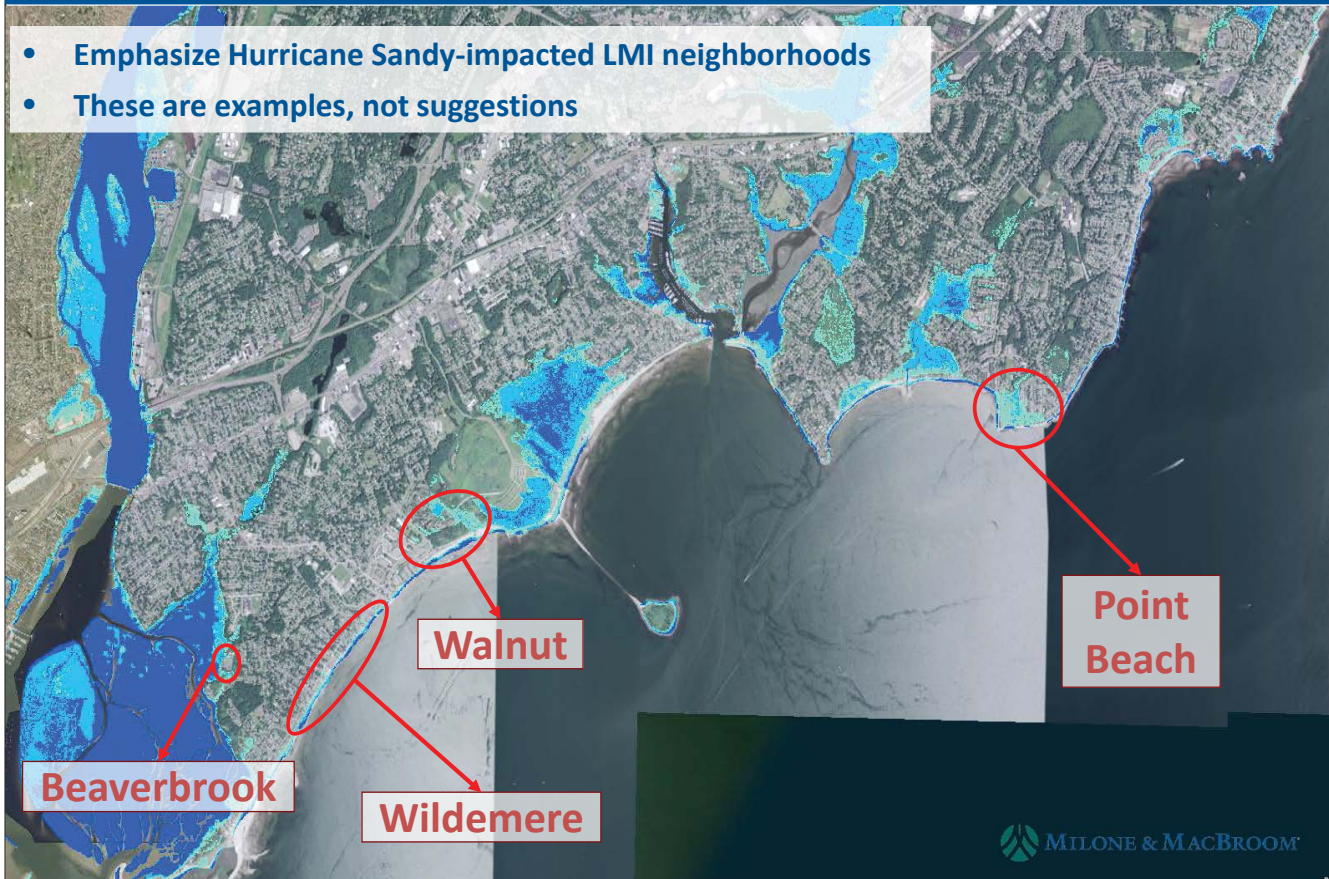 • Emphasize Hurricane Sandy-impacted LMI neighborhoods
• These are examples, not suggestions
Walnut
Point
Beach
Beaverbrook
Wildemere
MILONE & MACBROOM